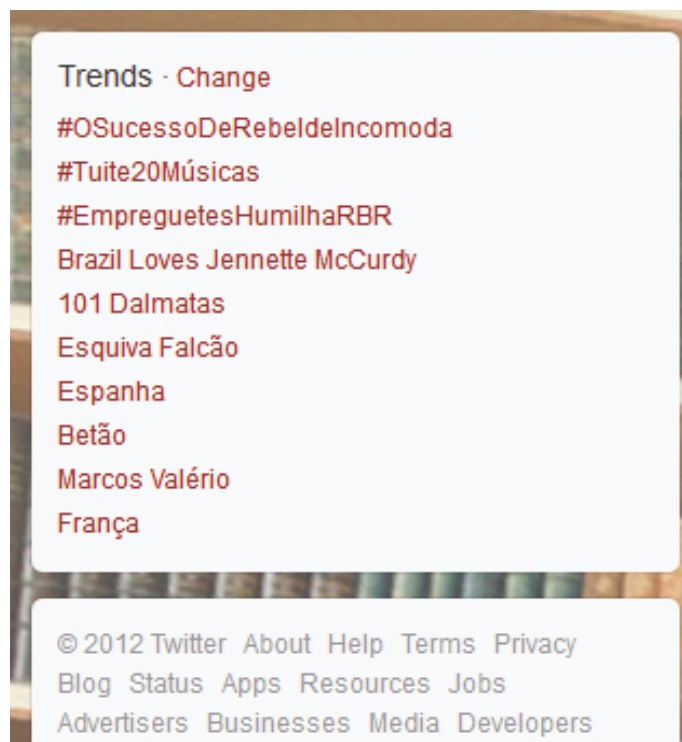 Trends · Change
#OSucessoDeRebeldeIncomoda
#Tuite20Músicas
#EmpreguetesHumilhaRBR
Brazil Loves Jennette McCurdy
101 Dalmatas
Esquiva Falcão
Espanha
Betão
Marcos Valério
França
© 2012 Twitter About Help Terms Privacy
Blog Status Apps Resources Jobs
Advertisers Businesses Media Developers